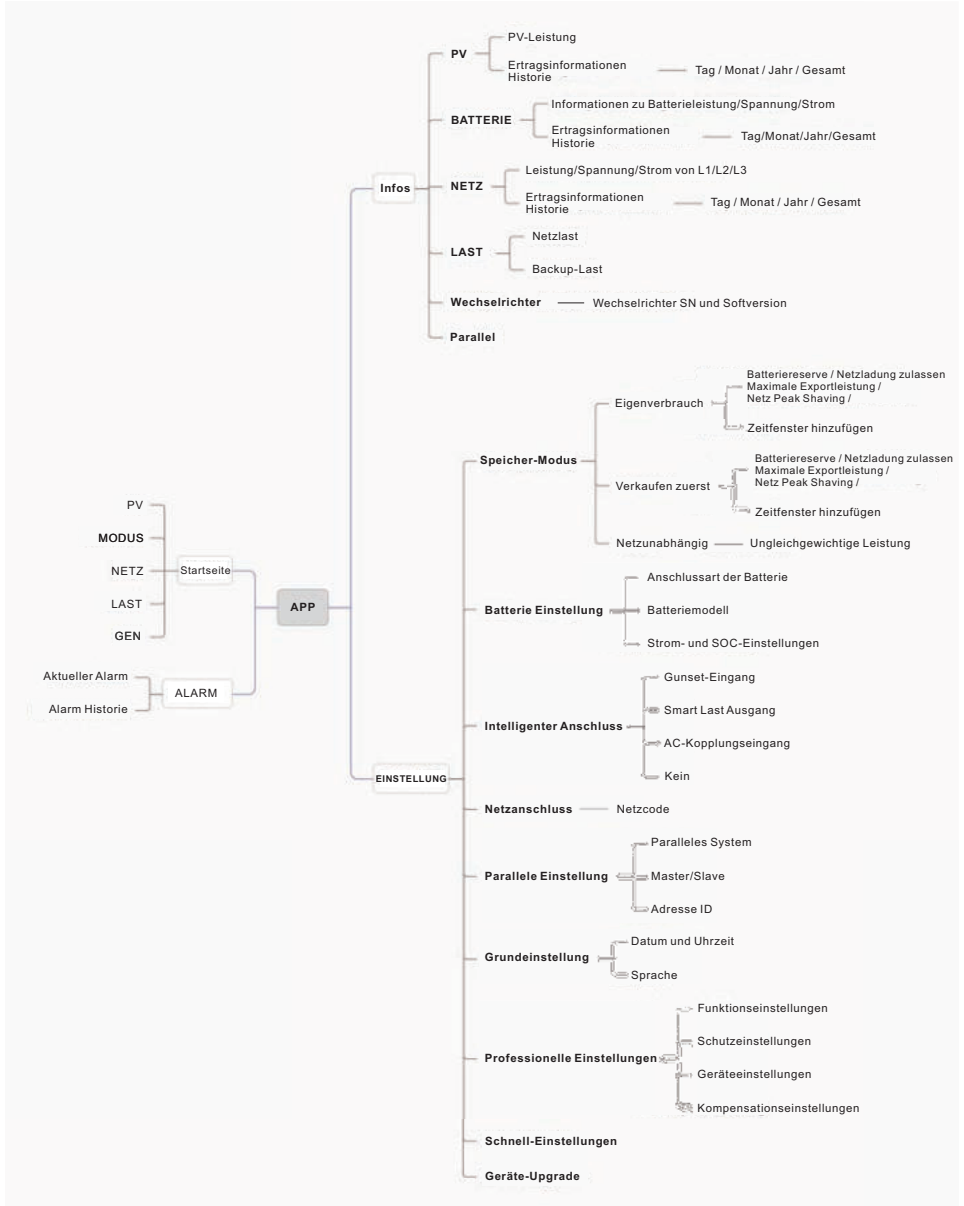 PV
PV-Leistung
Ertragsinformationen
Historie
Tag / Monat / Jahr / Gesamt
BATTERIE
Informationen zu Batterieleistung/Spannung/Strom
Ertragsinformationen
Historie
Tag/Monat/Jahr/Gesamt
Infos
NETZ
Leistung/Spannung/Strom von L1/L2/L3
Ertragsinformationen
Historie
Tag / Monat / Jahr / Gesamt
LAST
Netzlast
Backup-Last
Wechselrichter
Wechselrichter SN und Softversion
Parallel
APP
Startseite
PV
MODUS
NETZ
LAST
GEN
ALARM
Aktueller Alarm
Alarm Historie
EINSTELLUNG
Speicher-Modus
Eigenverbrauch
Batteriereserve / Netzladung zulassen
Maximale Exportleistung /
Netz Peak Shaving /
Zeitfenster hinzufügen
Verkaufen zuerst
Batteriereserve / Netzladung zulassen
Maximale Exportleistung /
Netz Peak Shaving /
Zeitfenster hinzufügen
Netzunabhängig
Ungleichgewichtige Leistung
Batterie Einstellung
Anschlussart der Batterie
Batteriemodell
Strom- und SOC-Einstellungen
Intelligenter Anschluss
Gunset-Eingang
Smart Last Ausgang
AC-Kopplungseingang
Kein
Netzanschluss
Netzcode
Parallele Einstellung
Paralleles System
Master/Slave
Adresse ID
Grundeinstellung
Datum und Uhrzeit
Sprache
Professionelle Einstellungen
Funktionseinstellungen
Schutzeinstellungen
Geräteeinstellungen
Kompensationseinstellungen
Schnell-Einstellungen
Geräte-Upgrade